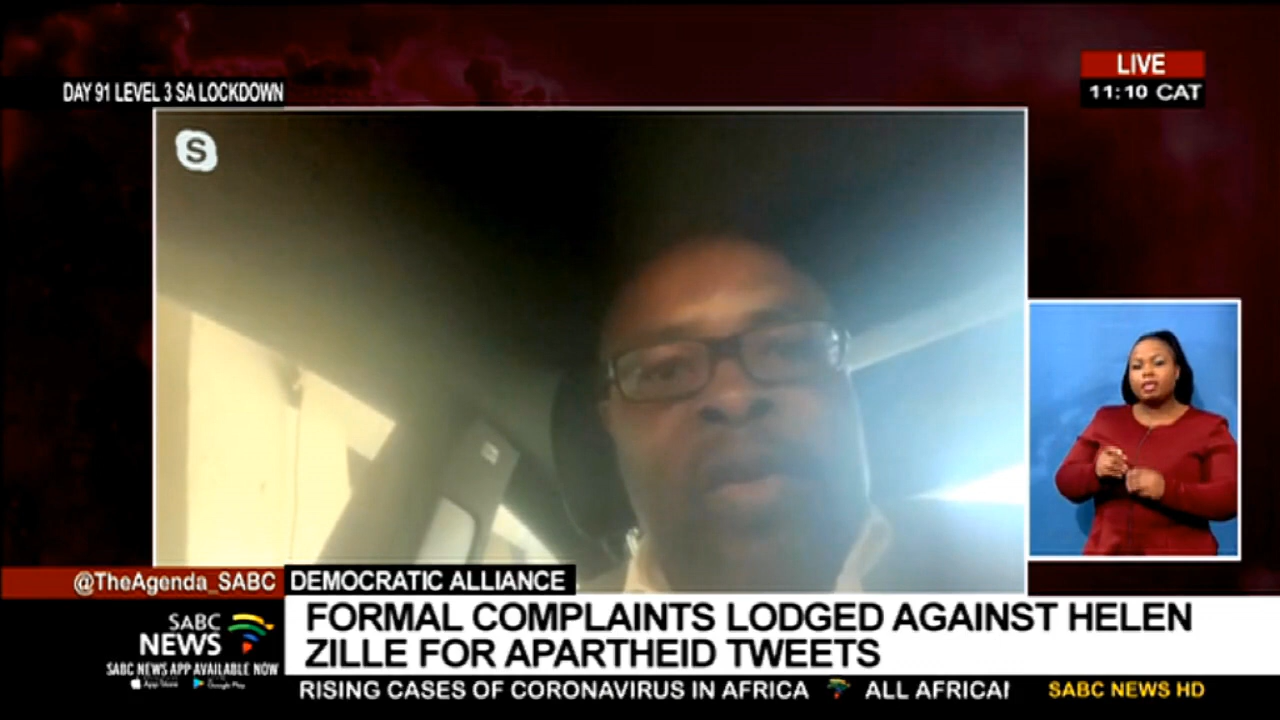 LIVE
11:10 CAT
DAY 91 LEVEL 3 SA LOCKDOWN
S
@TheAgenda_SABC
DEMOCRATIC ALLIANCE
FORMAL COMPLAINTS LODGED AGAINST HELEN
ZILLE FOR APARTHEID TWEETS
SABC
NEWS
SABC NEWS APP AVAILABLE NOW
App Store Google Play
RISING CASES OF CORONAVIRUS IN AFRICA ALL AFRICAN
SABC NEWS HD